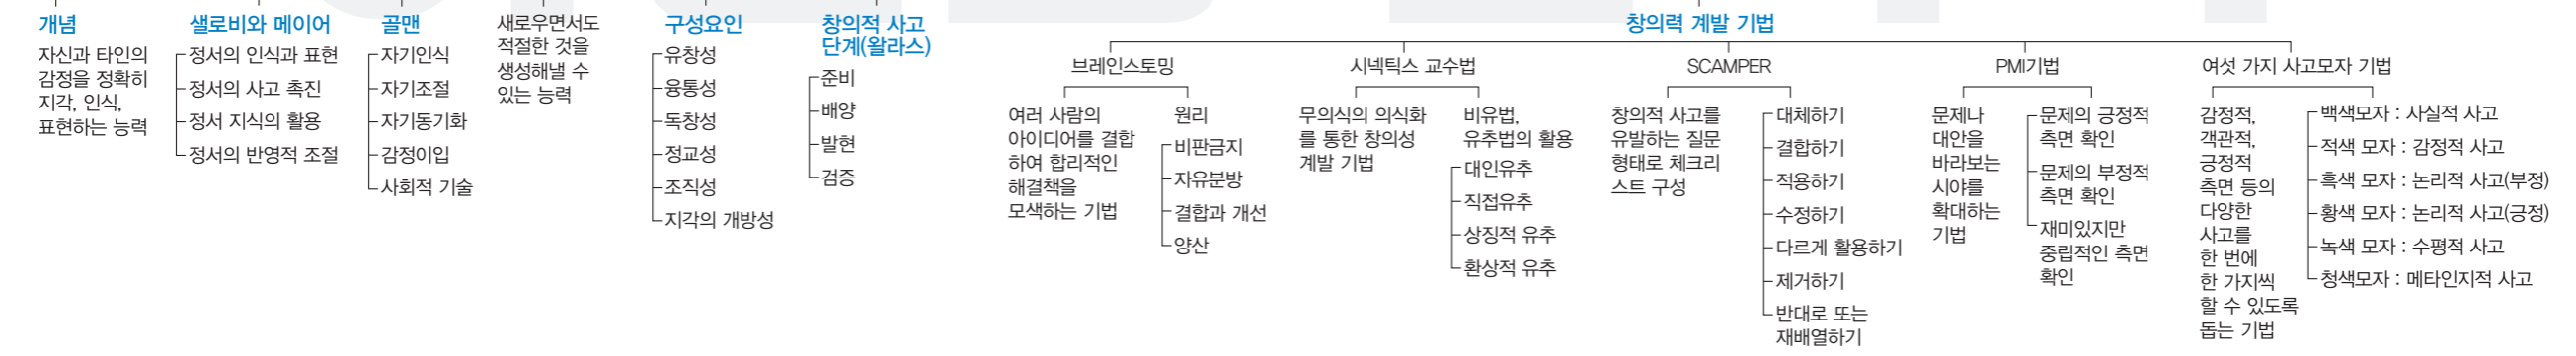 개념
자신과 타인의
감정을 정확히
지각, 인식,
표현하는 능력
샐로비와 메이어
정서의 인식과 표현
정서의 사고 촉진
정서 지식의 활용
정서의 반영적 조절
골맨
자기인식
자기조절
자기동기화
감정이입
사회적 기술
새로우면서도
적절한 것을
생성해낼 수
있는 능력
구성요인
유창성
융통성
독창성
정교성
조직성
지각의 개방성
창의적 사고
단계(왈라스)
준비
배양
발현
검증
창의력 계발 기법
브레인스토밍
여러 사람의
아이디어를 결합
하여 합리적인
해결책을
모색하는 기법
원리
비판금지
자유분방
결합과 개선
양산
시넥틱스 교수법
무의식의 의식화
를 통한 창의성
계발 기법
비유법,
유추법의 활용
대인유추
직접유추
상징적 유추
환상적 유추
SCAMPER
창의적 사고를
유발하는 질문
형태로 체크리
스트 구성
대체하기
결합하기
적용하기
수정하기
다르게 활용하기
제거하기
반대로 또는
재배열하기
PMI기법
문제나
대안을
바라보는
시야를
확대하는
기법
문제의 긍정적
측면 확인
문제의 부정적
측면 확인
재미있지만
중립적인 측면
확인
여섯 가지 사고모자 기법
감정적,
객관적,
긍정적
측면 등의
다양한
사고를
한 번에
한 가지씩
할 수 있도록
돕는 기법
백색모자 : 사실적 사고
적색 모자 : 감정적 사고
흑색 모자 : 논리적 사고(부정)
황색 모자 : 논리적 사고(긍정)
녹색 모자 : 수평적 사고
청색모자 : 메타인지적 사고